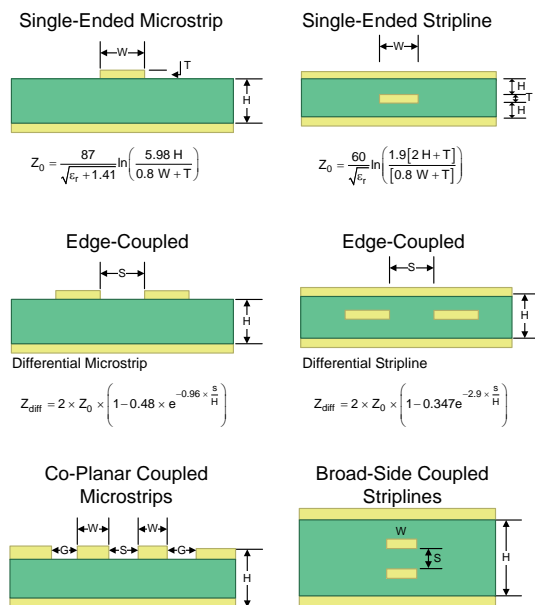 Single-Ended Microstrip
W
T
H
Z₀ = 87 / √(εᵣ + 1.41) ln(5.98 H / 0.8 W + T)
Single-Ended Stripline
W
H
T
H
Z₀ = 60 / √εᵣ ln(1.9[2 H + T] / [0.8 W + T])
Edge-Coupled
S
H
Differential Microstrip
Z_diff = 2 × Z₀ × (1 − 0.48 × e^(−0.96 × s/H))
Edge-Coupled
S
H
Differential Stripline
Z_diff = 2 × Z₀ × (1 − 0.347e^(−2.9 × s/H))
Co-Planar Coupled
Microstrips
W W
G S G
H
Broad-Side Coupled
Striplines
W
S
H